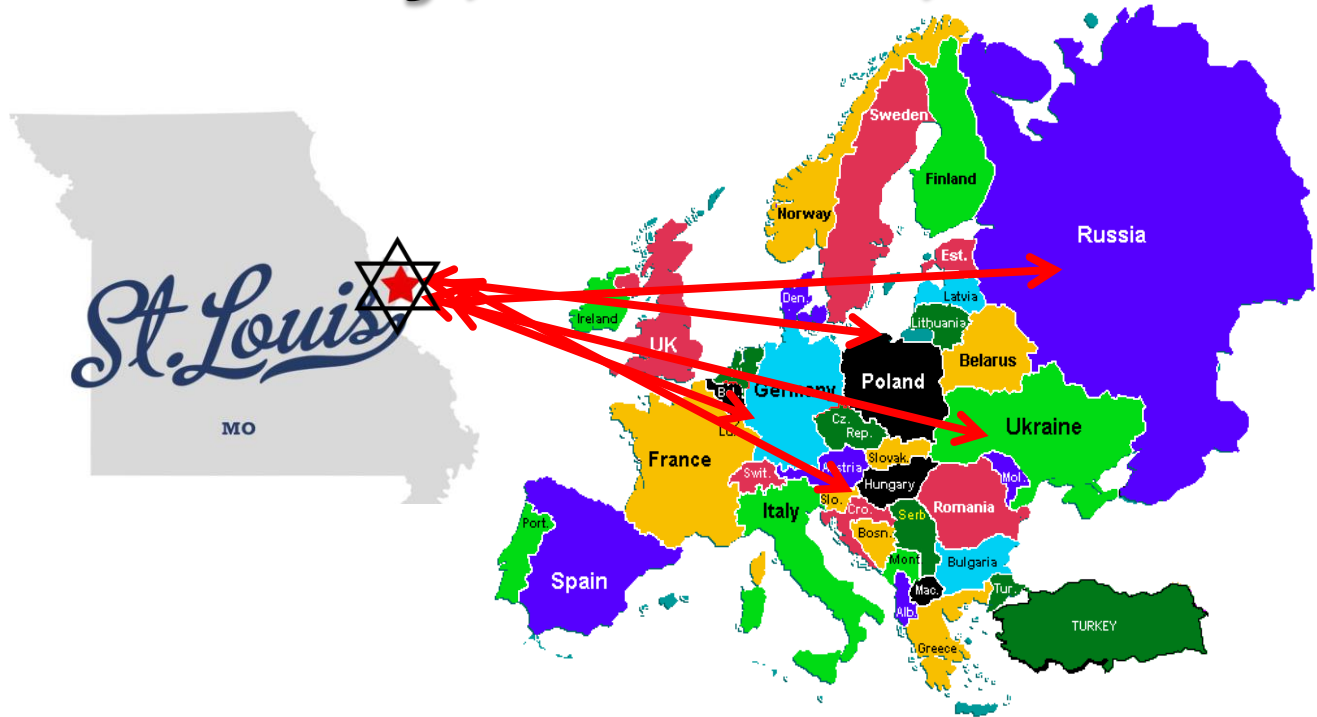 St. Louis
MO
Sweden
Finland
Norway
Russia
Est.
Den.
Latvia
Ireland
Lithuania
UK
Belarus
Poland
Germany
Cz.
Rep.
Ukraine
France
Slovak.
Swit.
Austria
Hungary
Mol.
Slo.
Cro.
Italy
Serb
Romania
Port.
Bosn.
Mont
Bulgaria
Spain
Mac.
Tur.
Alb.
TURKEY
Greece